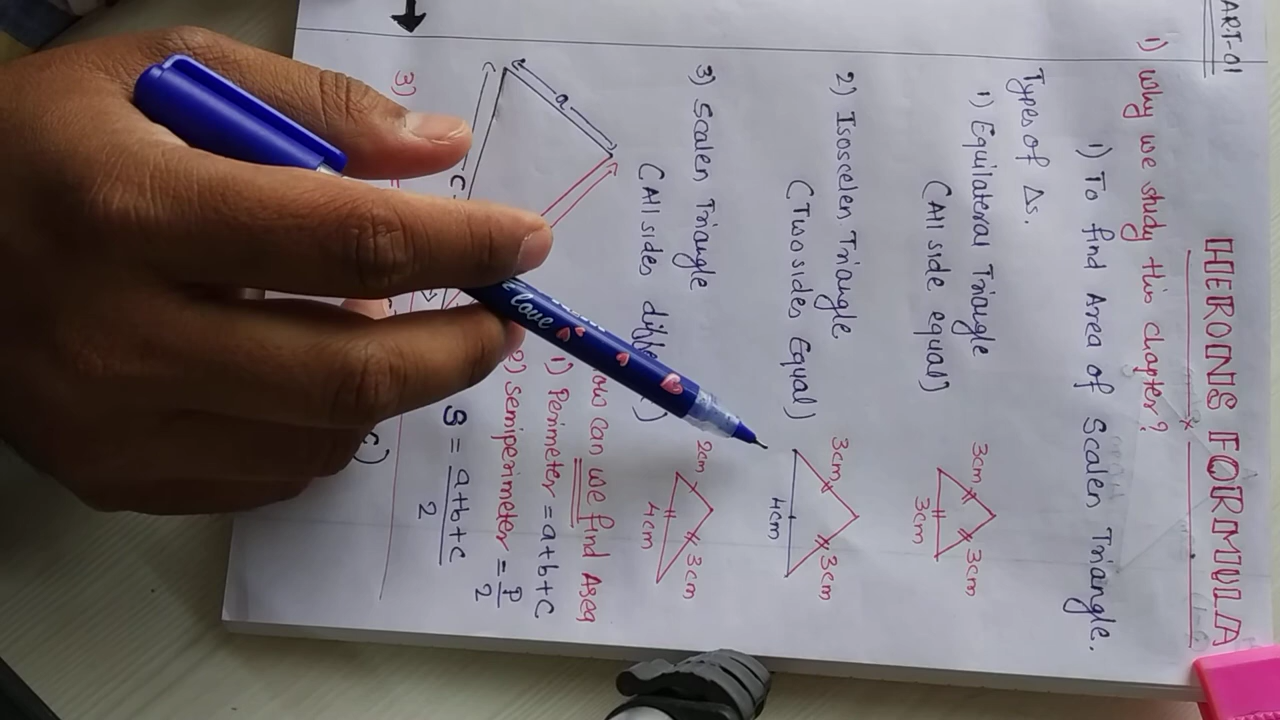 ART-01
HERONS FORMULA
1) Why we study this chapter?
1) To find Area of Scalen Triangle.
Types of Δs.
1) Equilateral Triangle
(All side equal)
3cm 3cm
3cm
2) Isoscelen Triangle
(Two sides Equal)
3cm 3cm
4cm
3) Scalen Triangle
(All sides diffe )
2cm 3cm
4cm
a
c
ow can we find Area
1) Perimeter = a+b+c
2) Semiperimeter = P/2
S = a+b+c
2
3)
c)
love